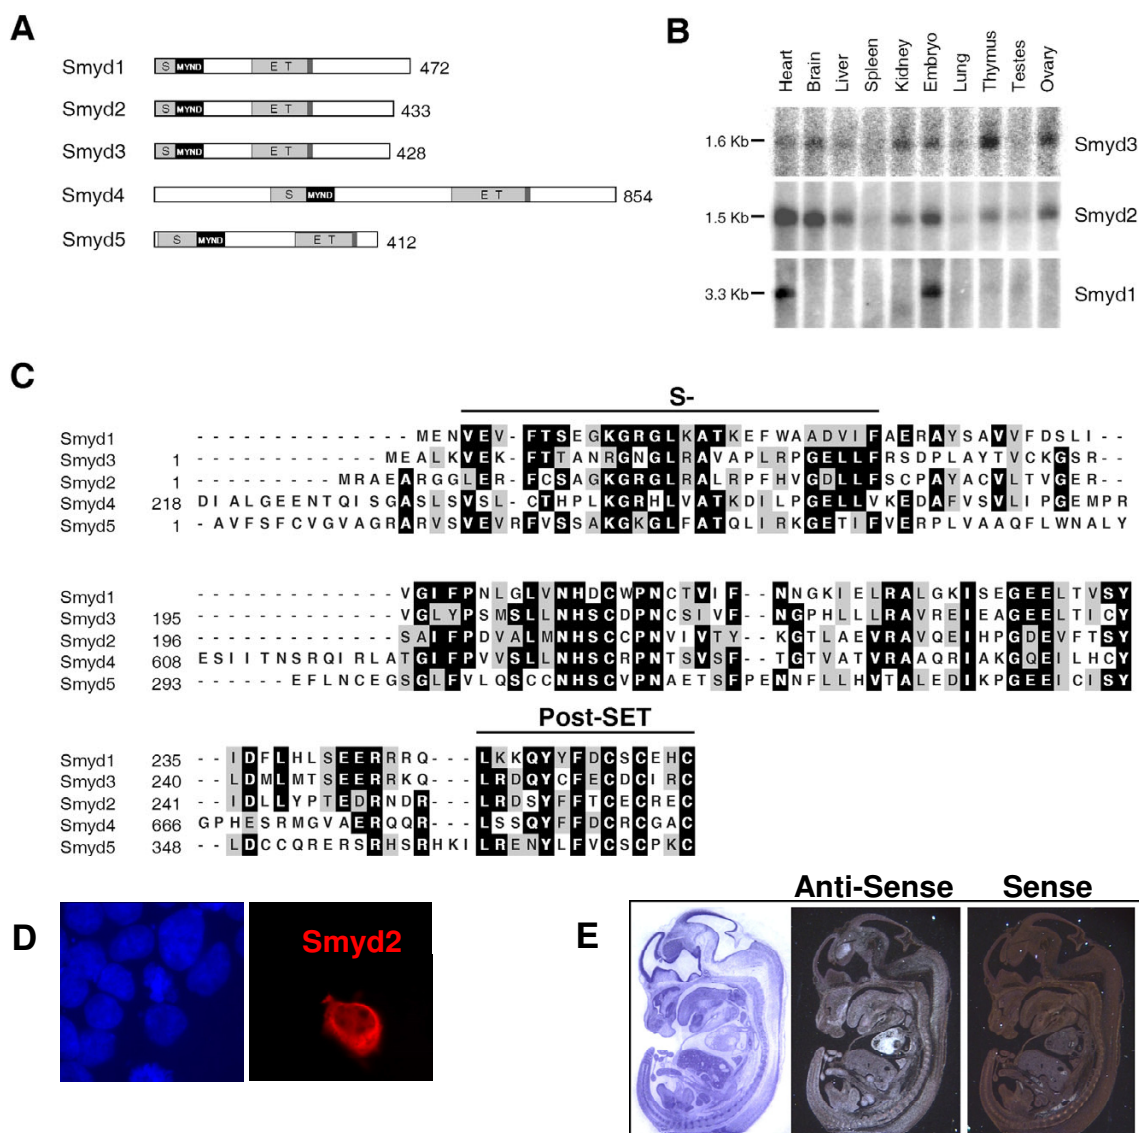 A
Smyd1 S MYND E T 472
Smyd2 S MYND E T 433
Smyd3 S MYND E T 428
Smyd4 S MYND E T 854
Smyd5 S MYND E T 412
B
Heart Brain Liver Spleen Kidney Embryo Lung Thymus Testes Ovary
1.6 Kb Smyd3
1.5 Kb Smyd2
3.3 Kb Smyd1
C
S-
Smyd1 - - - - - - - - - - - - - - M E N V E V - F T S E G K G R G L K A T K E F W A A D V I F A E R A Y S A V V F D S L I - -
Smyd3 1 - - - - - - - - - - - - M E A L K V E K - F T T A N R G N G L R A V A P L R P G E L L F R S D P L A Y T V C K G S R - -
Smyd2 1 - - - - - - - - - M R A E A R G G L E R - F C S A G K G R G L R A L R P F H V G D L L F S C P A Y A C V L T V G E R - -
Smyd4 218 D I A L G E E N T Q I S G A S L S V S L - C T H P L K G R H L V A T K D I L P G E L L V K E D A F V S V L I P G E M P R
Smyd5 1 - A V F S F C V G V A G R A R V S V E V R F V S S A K G K G L F A T Q L I R K G E T I F V E R P L V A A Q F L W N A L Y
Smyd1 - - - - - - - - - - - - - V G I F P N L G L V N H D C W P N C T V I F - - N N G K I E L R A L G K I S E G E E L T V S Y
Smyd3 195 - - - - - - - - - - - - - V G L Y P S M S L L N H S C D P N C S I V F - - N G P H L L L R A V R E I E A G E E L T I C Y
Smyd2 196 - - - - - - - - - - - - - S A I F P D V A L M N H S C C P N V I V T Y - - K G T L A E V R A V Q E I H P G D E V F T S Y
Smyd4 608 E S I I T N S R Q I R L A T G I F P V V S L L N H S C R P N T S V S F - - T G T V A T V R A A Q R I A K G Q E I L H C Y
Smyd5 293 - - - - - - E F L N C E G S G L F V L Q S C C N H S C V P N A E T S F P E N N F L L H V T A L E D I K P G E E I C I S Y
Post-SET
Smyd1 235 - - I D F L H L S E E R R R Q - - - L K K Q Y Y F D C S C E H C
Smyd3 240 - - L D M L M T S E E R R K Q - - - L R D Q Y C F E C D C I R C
Smyd2 241 - - I D L L Y P T E D R N D R - - - L R D S Y F F T C E C R E C
Smyd4 666 G P H E S R M G V A E R Q Q R - - - L S S Q Y F F D C R C G A C
Smyd5 348 - - L D C C Q R E R S R H S R H K I L R E N Y L F V C S C P K C
D
Smyd2
E
Anti-Sense Sense